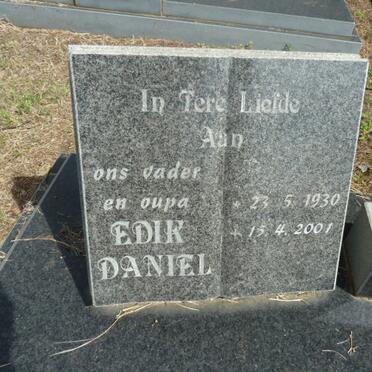 In Tere Liefde
Aan
ons vader
en oupa
EDIK
DANIEL
* 23. 5. 1930
+ 15. 4. 2001